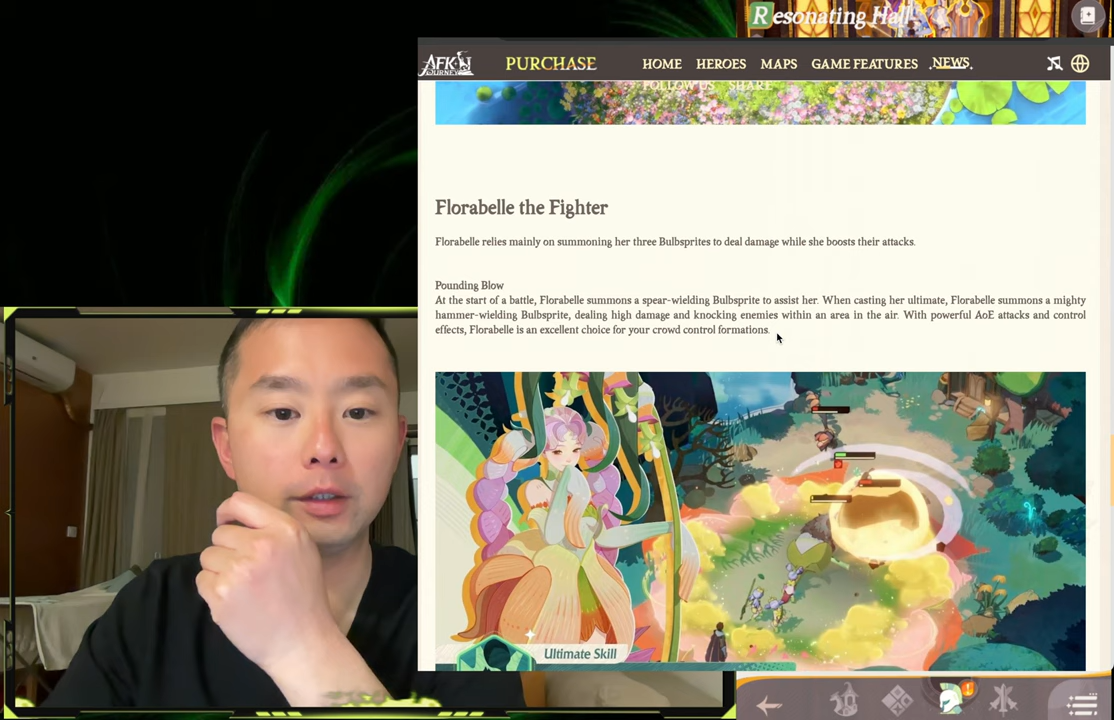 Resonating Hall
AFK JOURNEY
PURCHASE
HOME
HEROES
MAPS
GAME FEATURES
NEWS
FOLLOW US
SHARE
Florabelle the Fighter
Florabelle relies mainly on summoning her three Bulbsprites to deal damage while she boosts their attacks.
Pounding Blow
At the start of a battle, Florabelle summons a spear-wielding Bulbsprite to assist her. When casting her ultimate, Florabelle summons a mighty
hammer-wielding Bulbsprite, dealing high damage and knocking enemies within an area in the air. With powerful AoE attacks and control
effects, Florabelle is an excellent choice for your crowd control formations.
Ultimate Skill